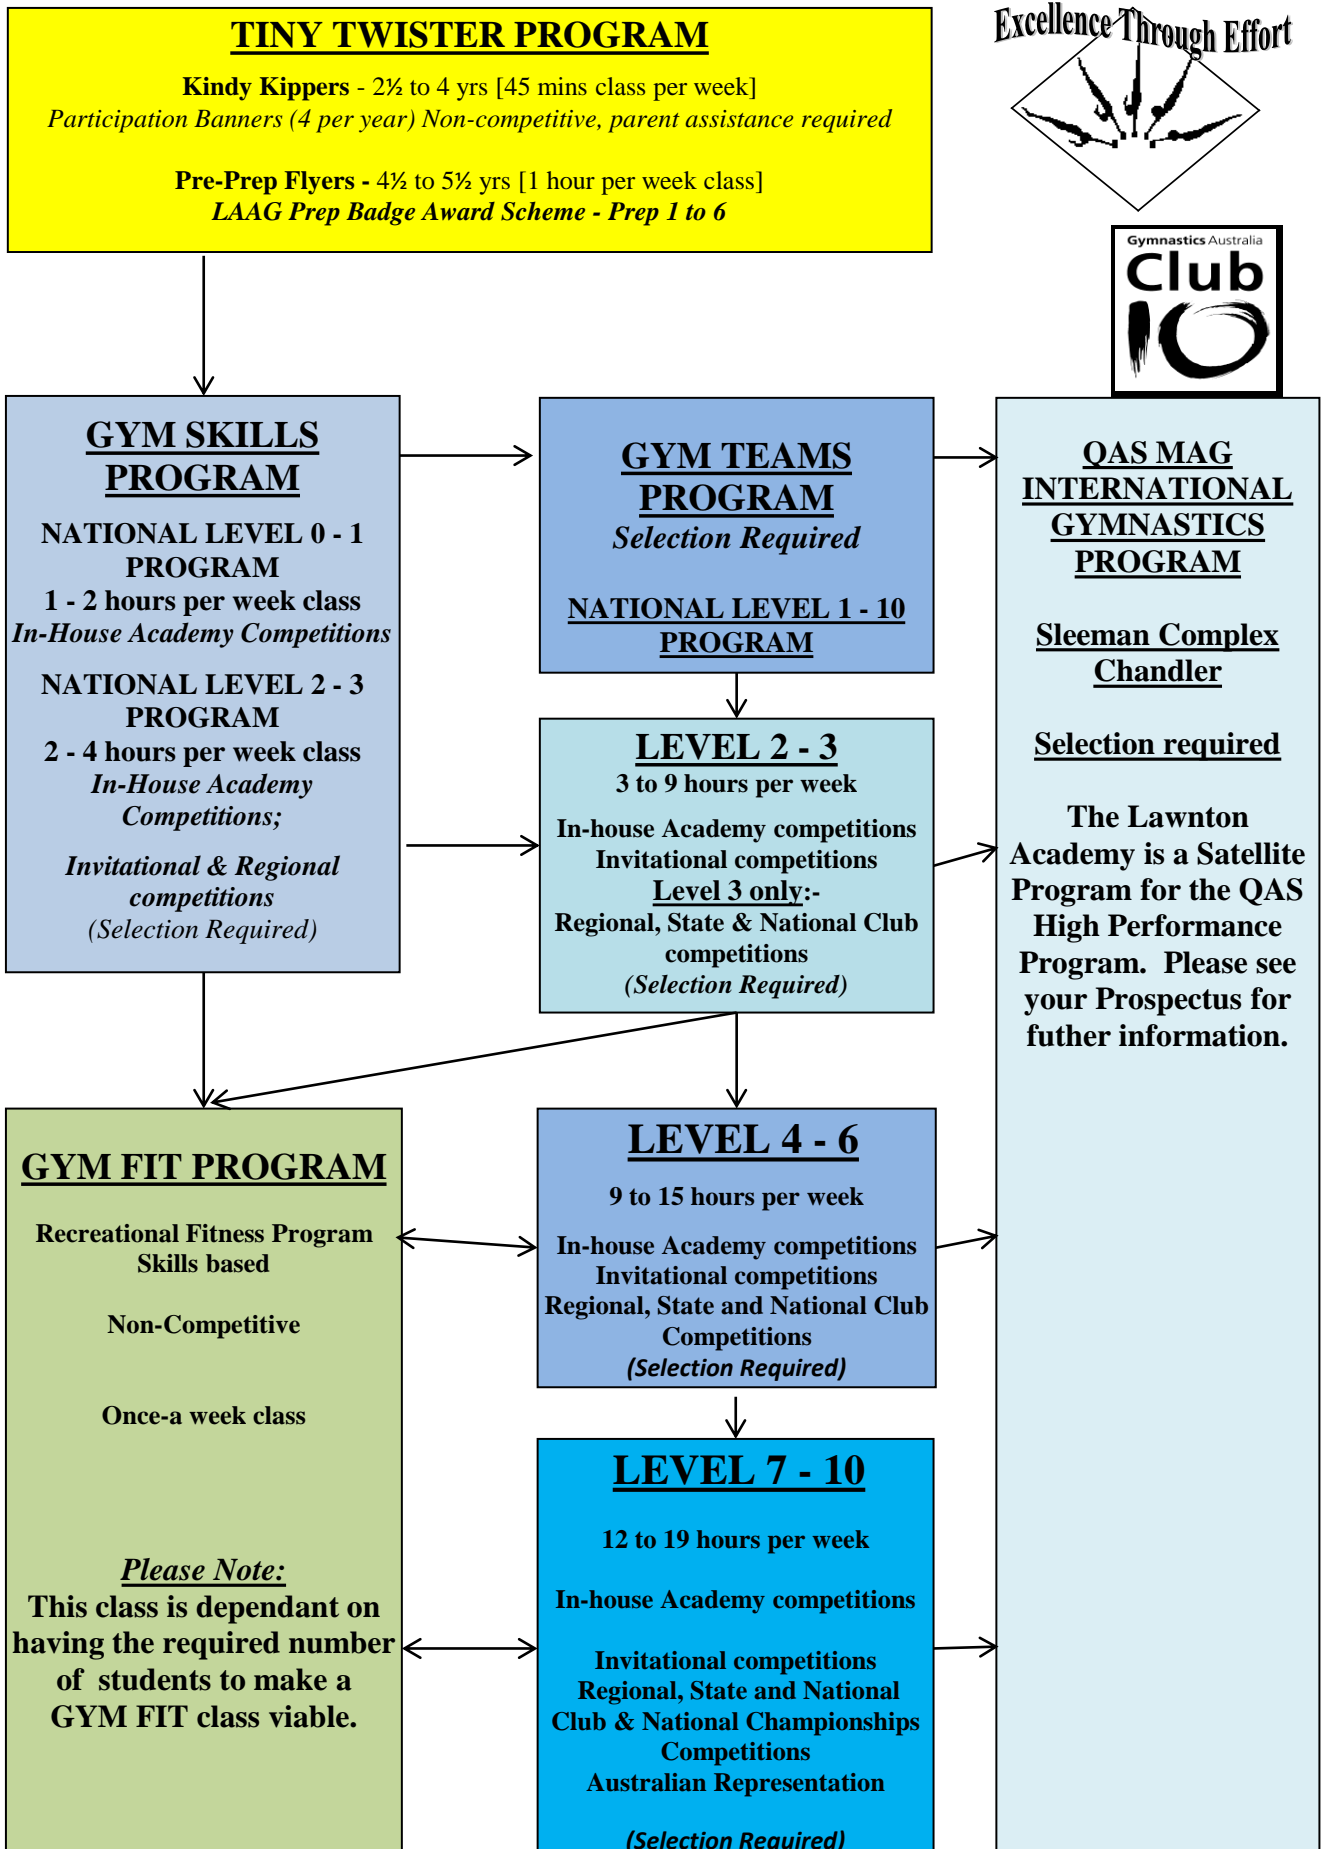 TINY TWISTER PROGRAM
Kindy Kippers - 2½ to 4 yrs [45 mins class per week]
Participation Banners (4 per year) Non-competitive, parent assistance required
Pre-Prep Flyers - 4½ to 5½ yrs [1 hour per week class]
LAAG Prep Badge Award Scheme - Prep 1 to 6
Excellence Through Effort
Gymnastics Australia
Club
10
GYM SKILLS
PROGRAM
NATIONAL LEVEL 0 - 1
PROGRAM
1 - 2 hours per week class
In-House Academy Competitions
NATIONAL LEVEL 2 - 3
PROGRAM
2 - 4 hours per week class
In-House Academy
Competitions;
Invitational & Regional
competitions
(Selection Required)
GYM TEAMS
PROGRAM
Selection Required
NATIONAL LEVEL 1 - 10
PROGRAM
LEVEL 2 - 3
3 to 9 hours per week
In-house Academy competitions
Invitational competitions
Level 3 only:-
Regional, State & National Club
competitions
(Selection Required)
QAS MAG
INTERNATIONAL
GYMNASTICS
PROGRAM
Sleeman Complex
Chandler
Selection required
The Lawnton
Academy is a Satellite
Program for the QAS
High Performance
Program.  Please see
your Prospectus for
futher information.
GYM FIT PROGRAM
Recreational Fitness Program
Skills based
Non-Competitive
Once-a week class
Please Note:
This class is dependant on
having the required number
of  students to make a
GYM FIT class viable.
LEVEL 4 - 6
9 to 15 hours per week
In-house Academy competitions
Invitational competitions
Regional, State and National Club
Competitions
(Selection Required)
LEVEL 7 - 10
12 to 19 hours per week
In-house Academy competitions
Invitational competitions
Regional, State and National
Club & National Championships
Competitions
Australian Representation
(Selection Required)